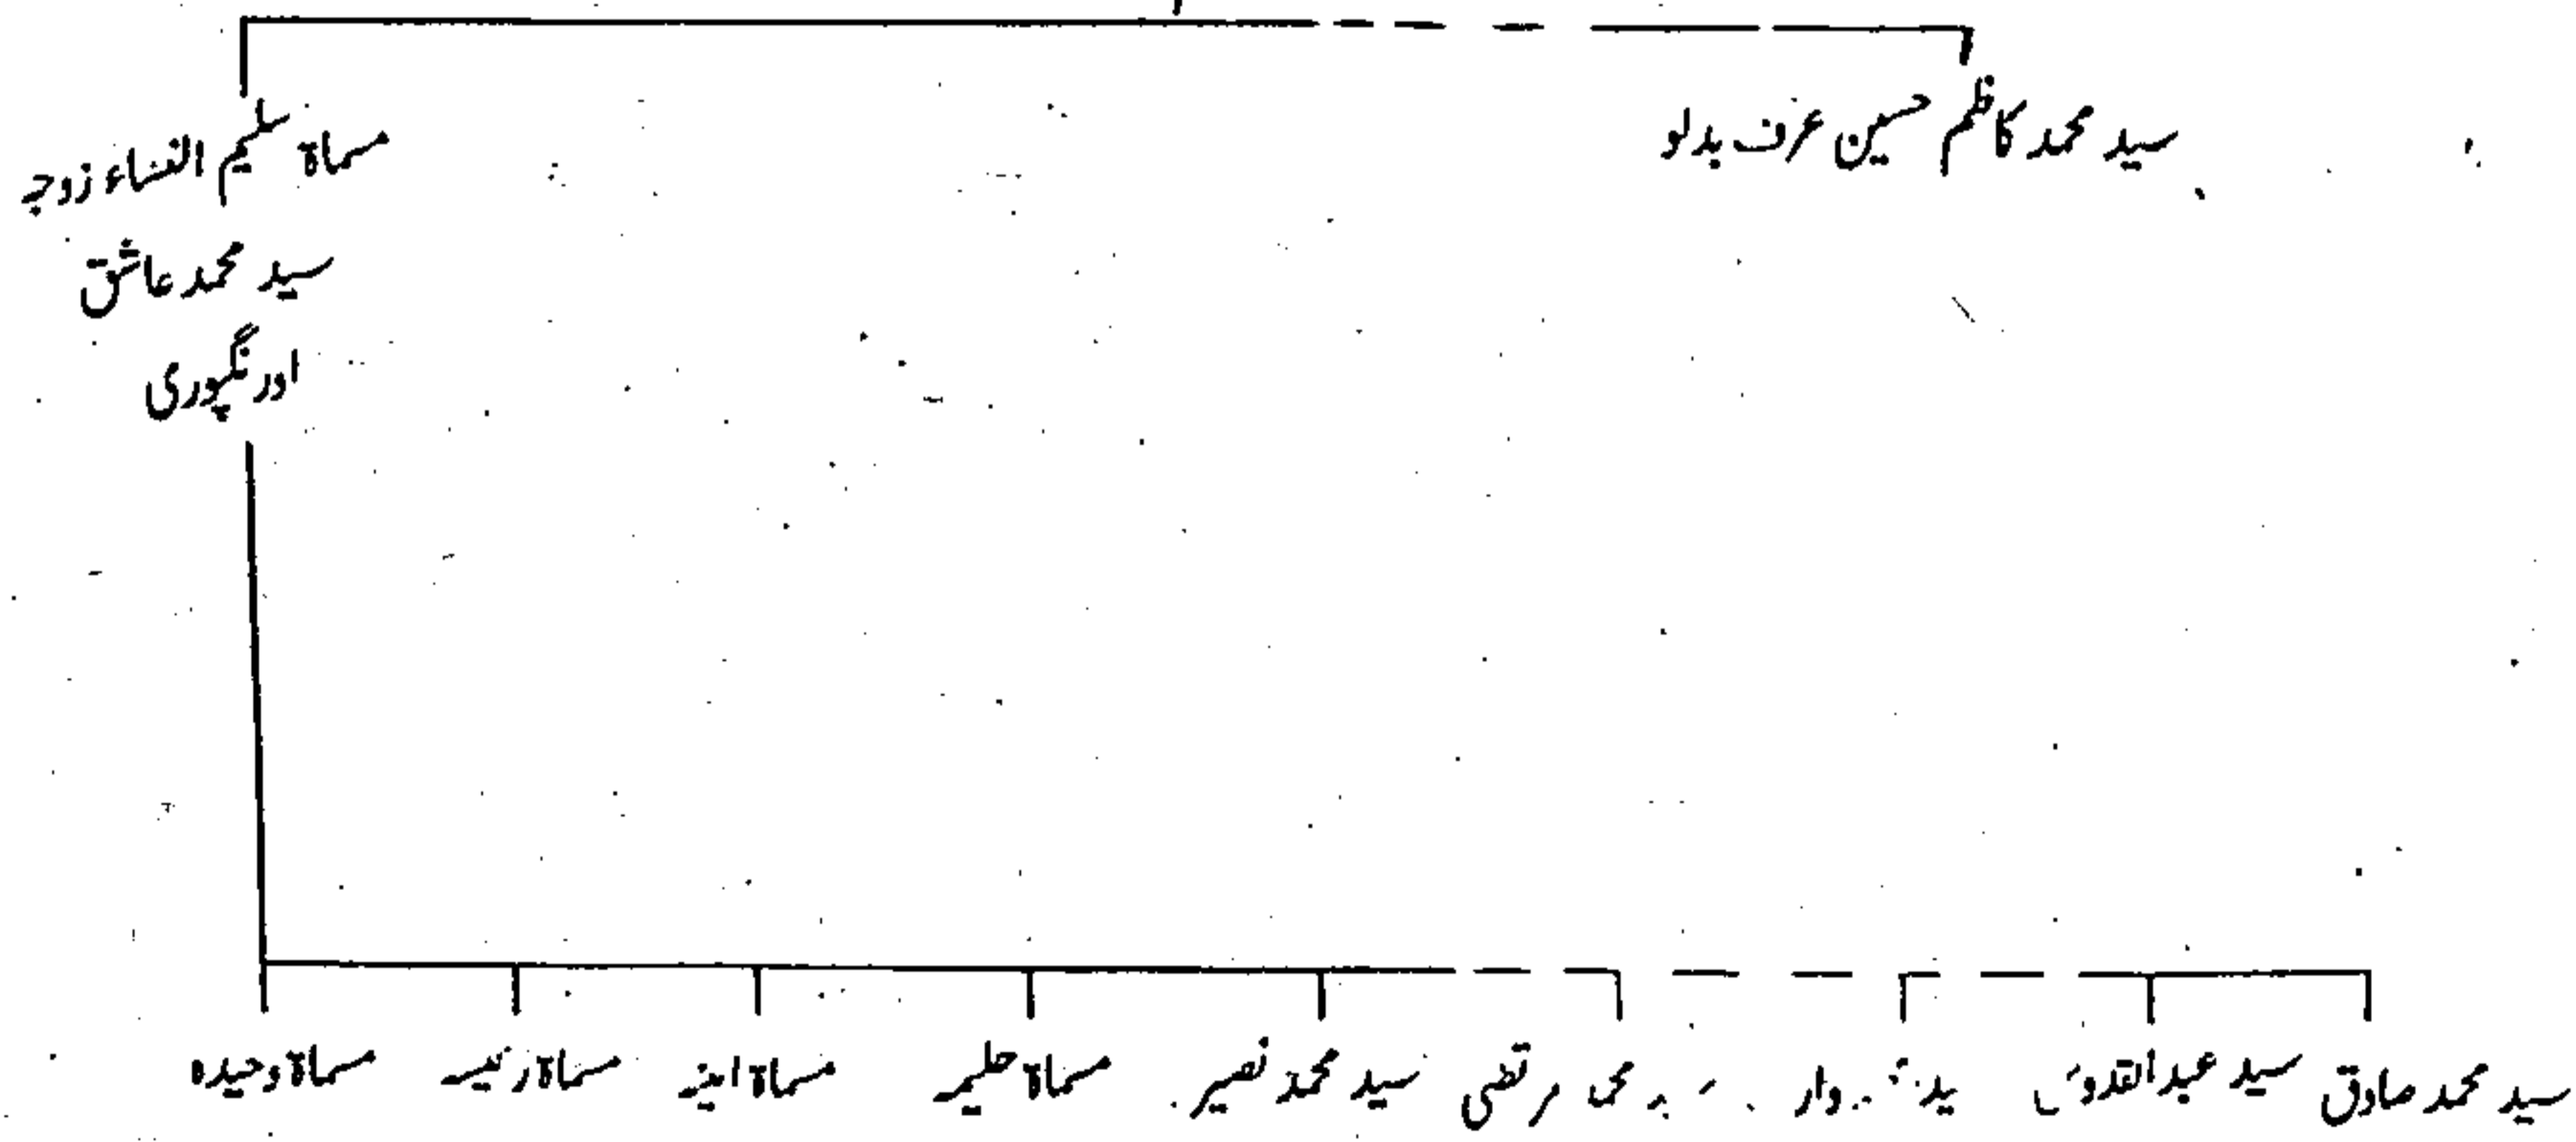 سید محمد کاظم حسین عرف بدلو
مسماۃ سلیم النساء زوجہ
سید محمد عاشق
اورنگپوری
سید محمد صادق
سید عبدالقدوس
مرتضی
سید محمد نصیر
مسماۃ حلیمہ
مسماۃ امینہ
مسماۃ رئیسہ
مسماۃ وحیدہ